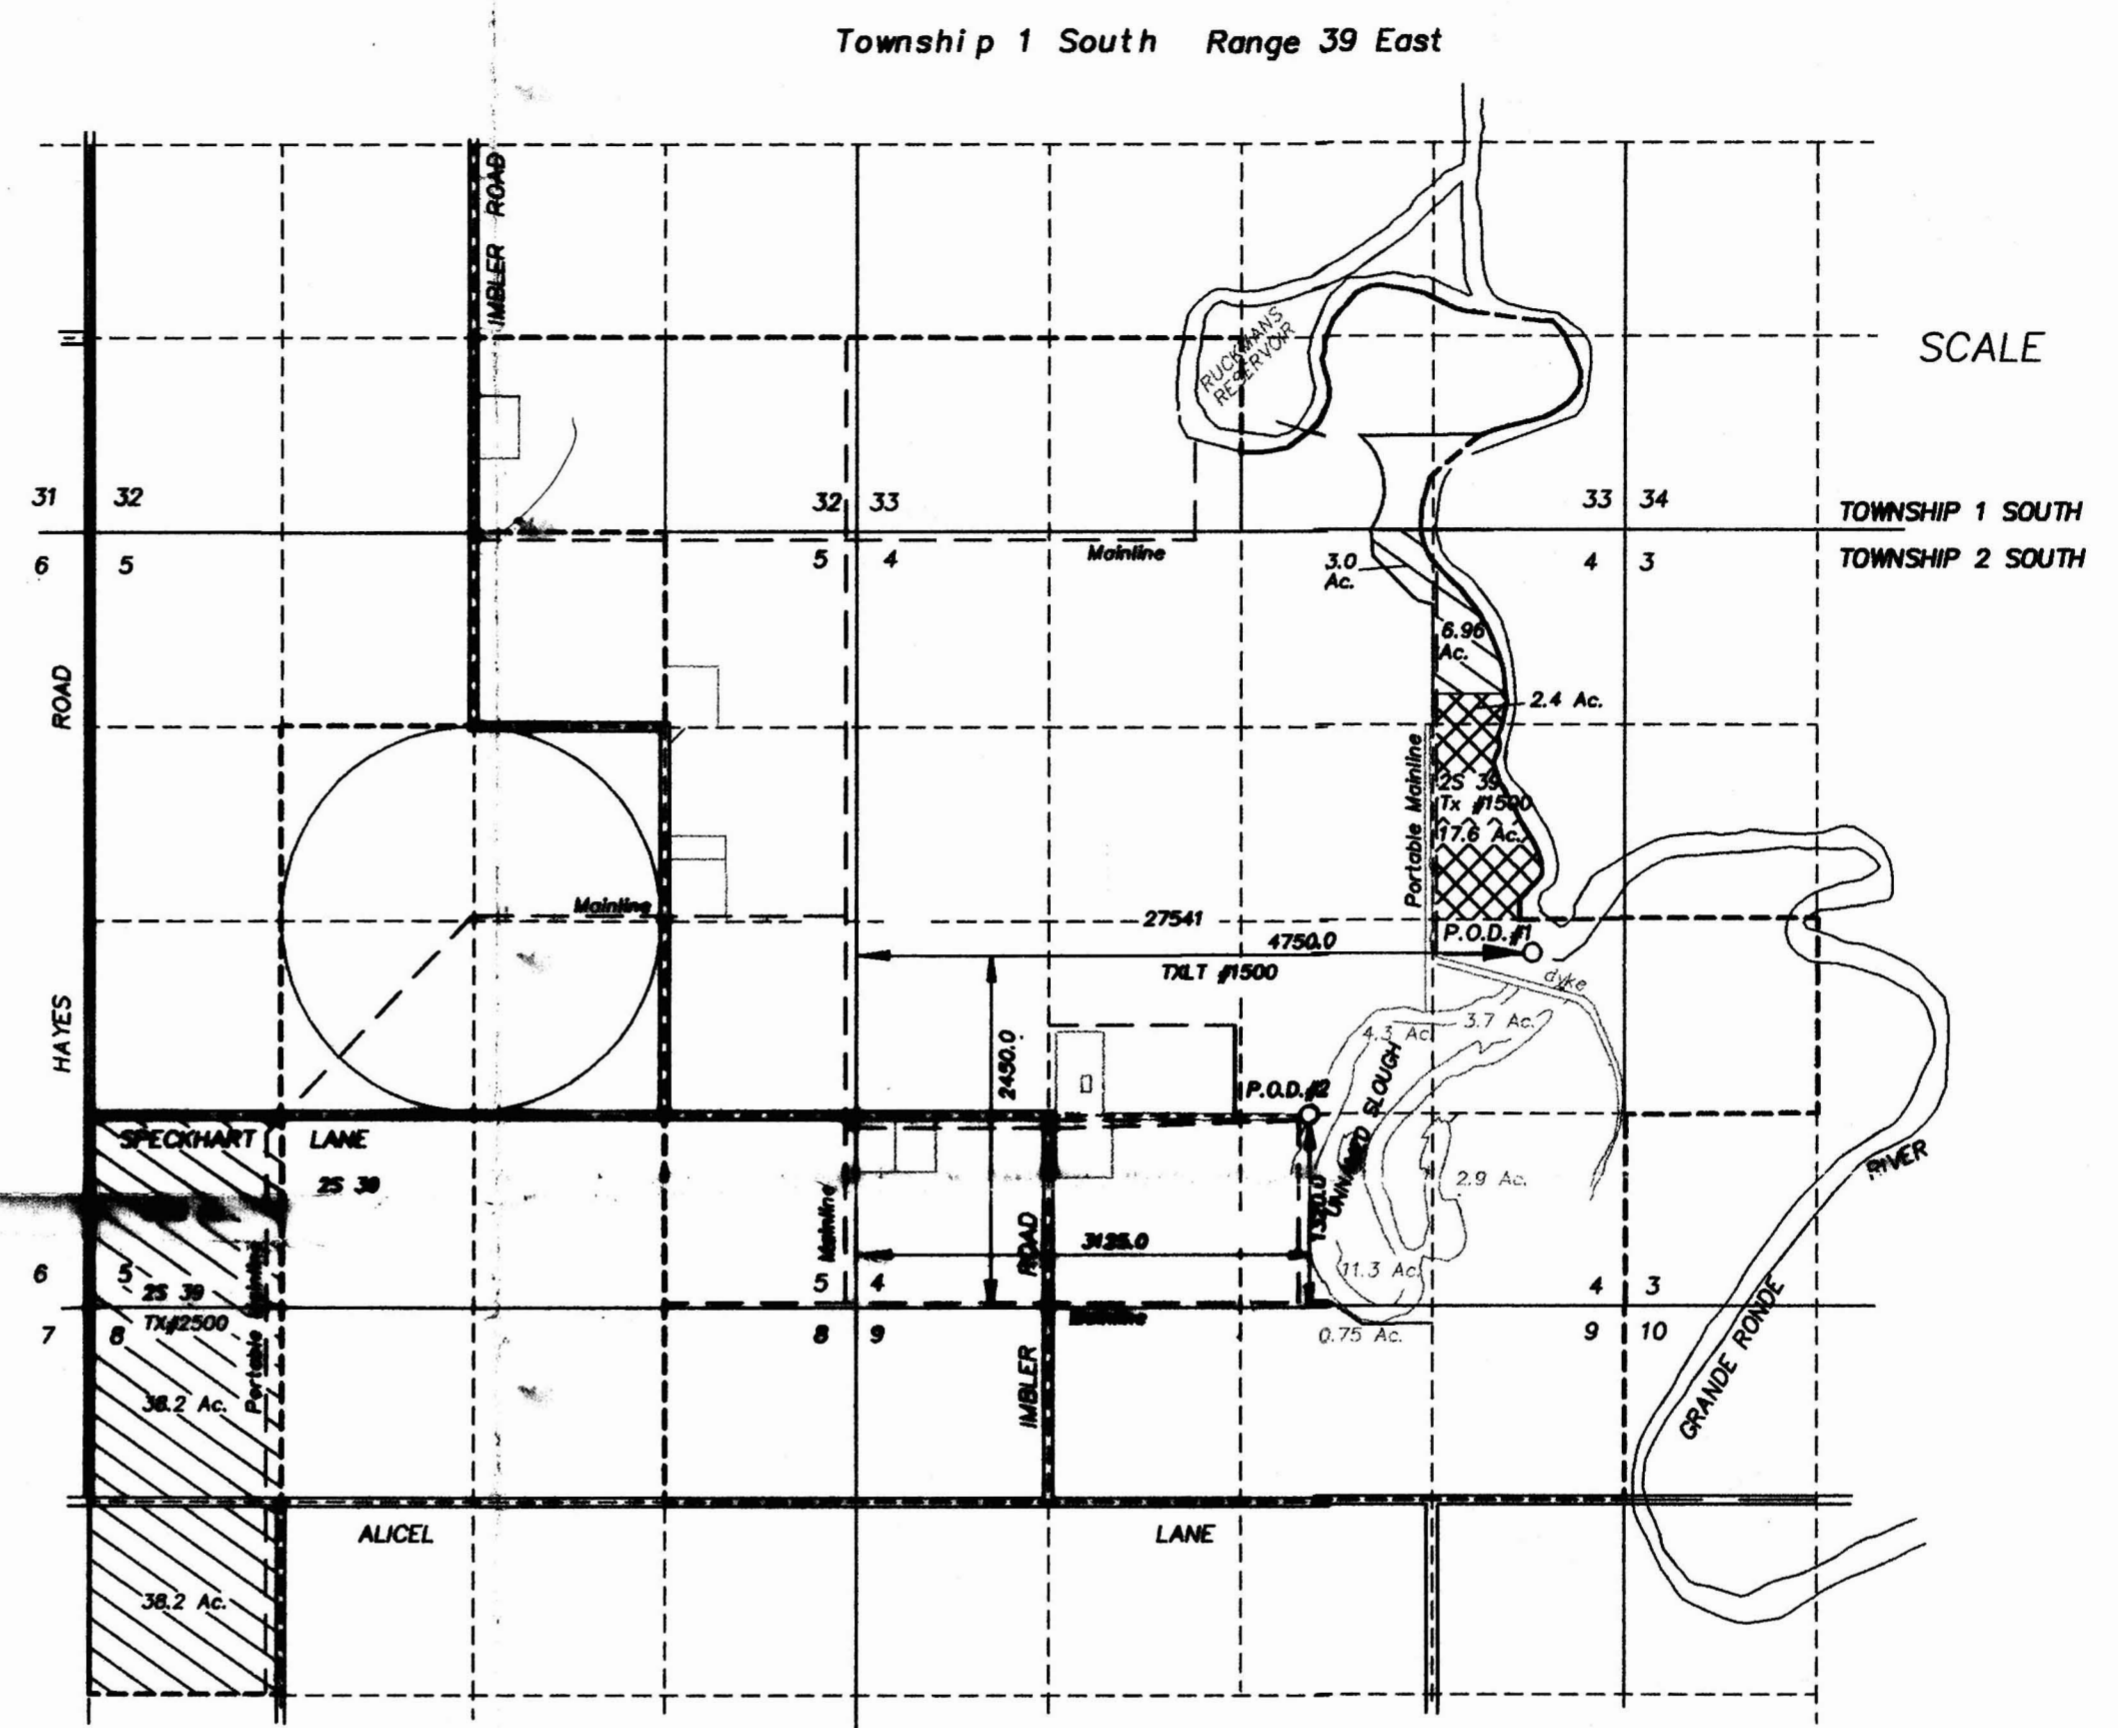 Township 1 South Range 39 East
IMBLER ROAD
SCALE
RUCKMANS
RESERVOIR
31 32
32 33
33 34
TOWNSHIP 1 SOUTH
6 5
5 4
Mainline
3.0
Ac.
4 3
TOWNSHIP 2 SOUTH
6.96
Ac.
2.4 Ac.
HAYES ROAD
Portable Mainline
2S 39
Tx #1500
17.6 Ac.
Mainline
27541
P.O.D.#1
4750.0
TXLT #1500
dyke
2450.0
4.3 Ac.
3.7 Ac.
P.O.D.#2
UNNAMED SLOUGH
SPECKHART LANE
2S 39
2.9 Ac.
RIVER
Mainline
ROAD
3125.0
11.3 Ac.
6 5
5 4
4 3
2S 39
TX#2500
Portable Mainline
Mainline
7 8
8 9
9 10
0.75 Ac.
GRANDE RONDE
38.2 Ac.
IMBLER
ALICEL LANE
38.2 Ac.